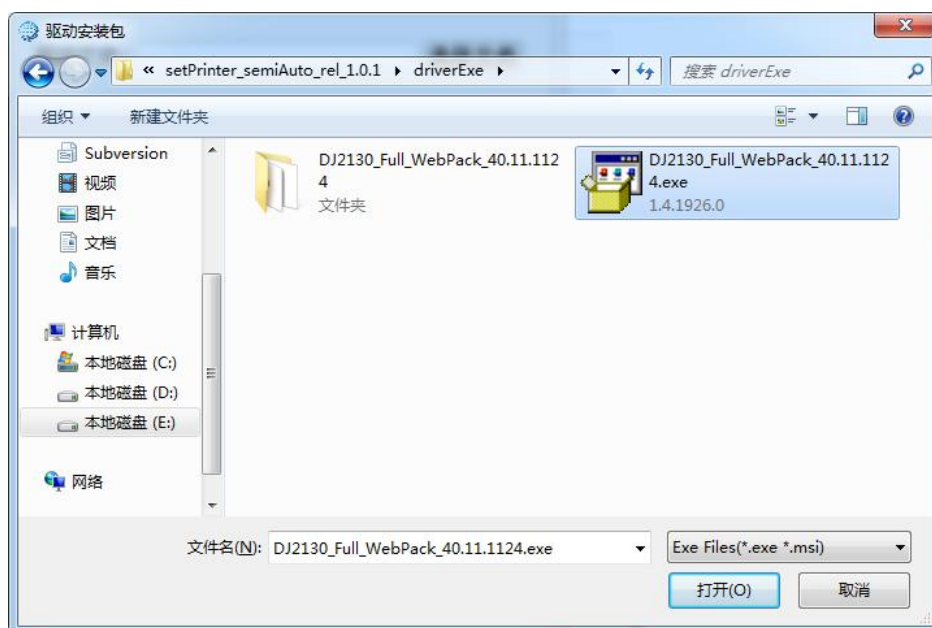 驱动安装包
« setPrinter_semiAuto_rel_1.0.1 ▸ driverExe ▸
搜索 driverExe
组织 新建文件夹
Subversion
视频
图片
文档
音乐
计算机
本地磁盘 (C:)
本地磁盘 (D:)
本地磁盘 (E:)
网络
DJ2130_Full_WebPack_40.11.112
4
文件夹
DJ2130_Full_WebPack_40.11.112
4.exe
1.4.1926.0
文件名(N): DJ2130_Full_WebPack_40.11.1124.exe
Exe Files(*.exe *.msi)
打开(O) 取消